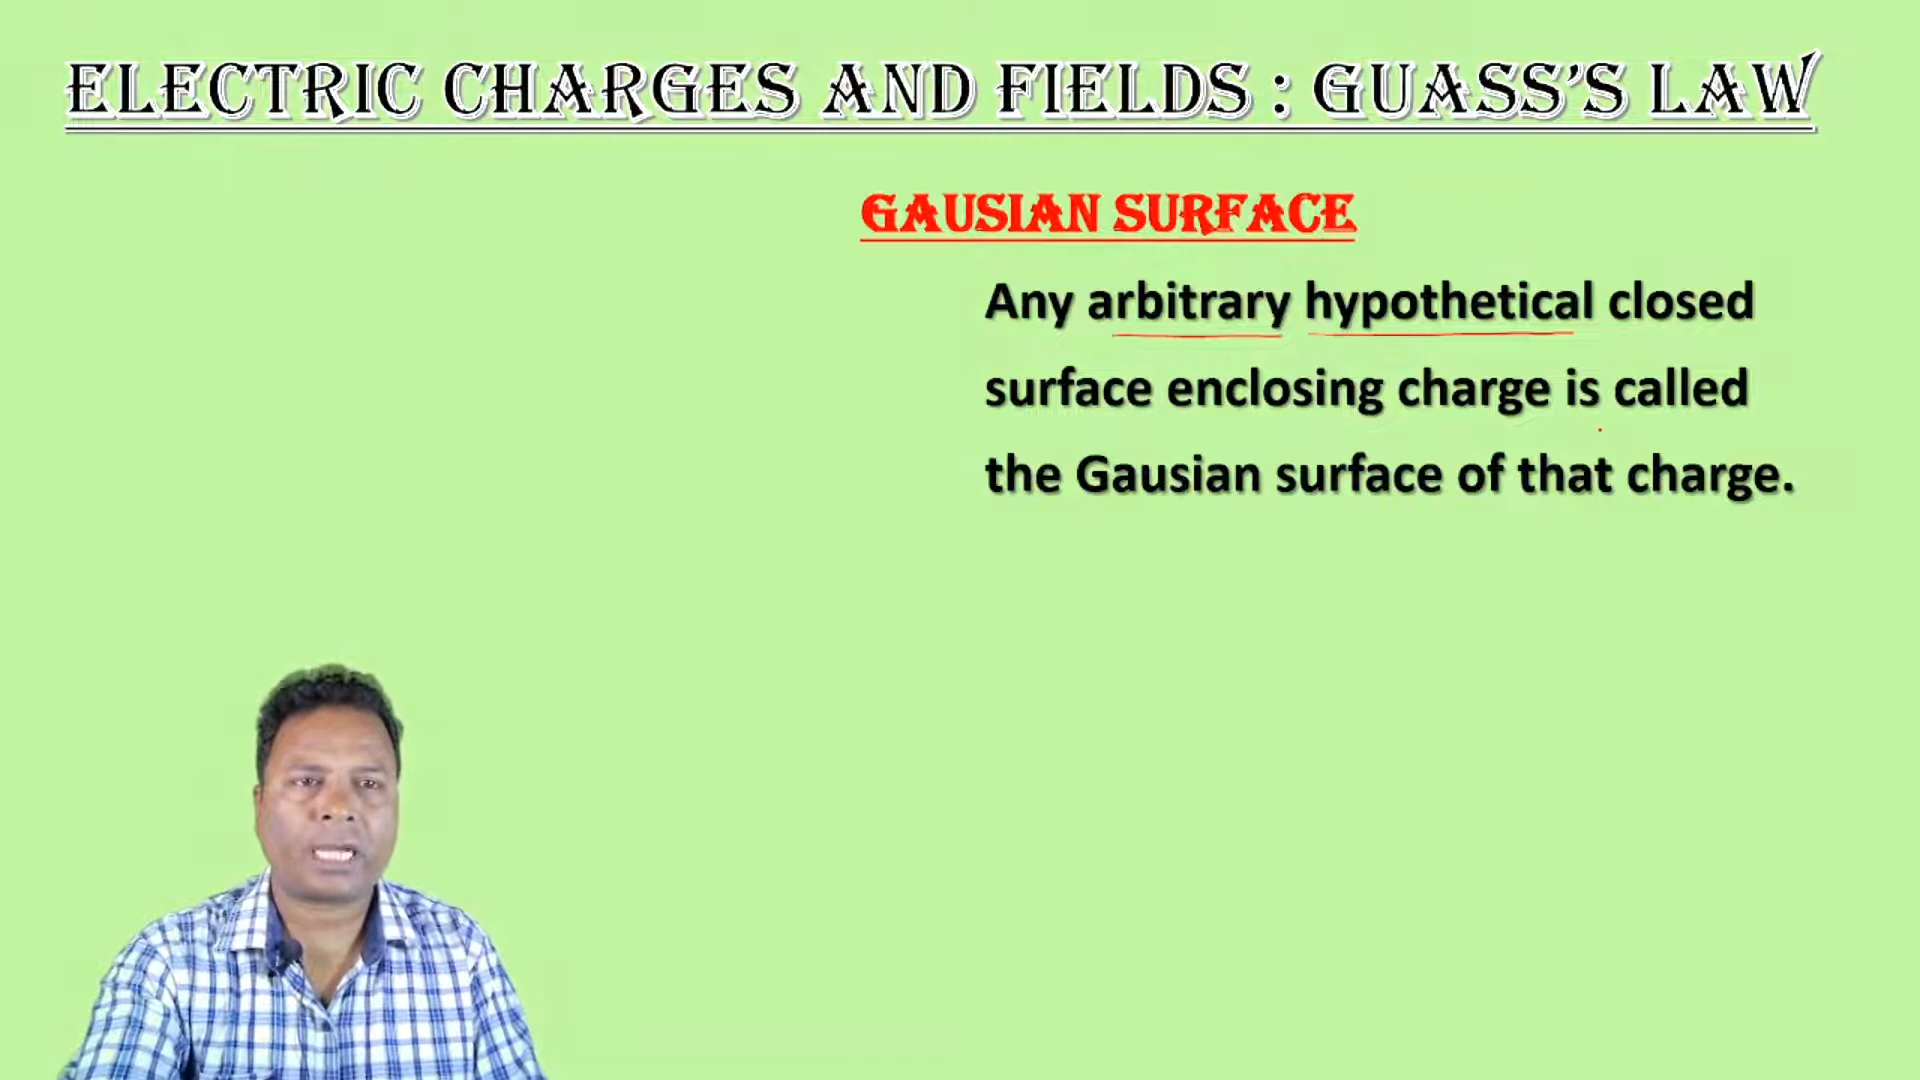 ELECTRIC CHARGES AND FIELDS : GUASS'S LAW
GAUSIAN SURFACE
Any arbitrary hypothetical closed
surface enclosing charge is called
the Gausian surface of that charge.